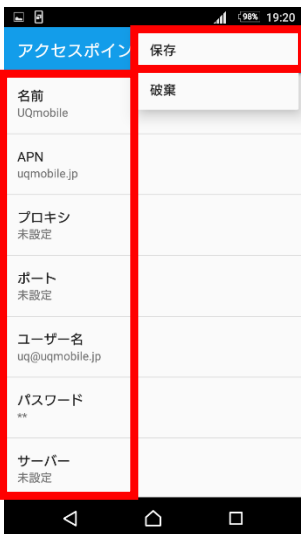 98% 19:20
アクセスポイン
保存
破棄
名前
UQmobile
APN
uqmobile.jp
プロキシ
未設定
ポート
未設定
ユーザー名
uq@uqmobile.jp
パスワード
**
サーバー
未設定